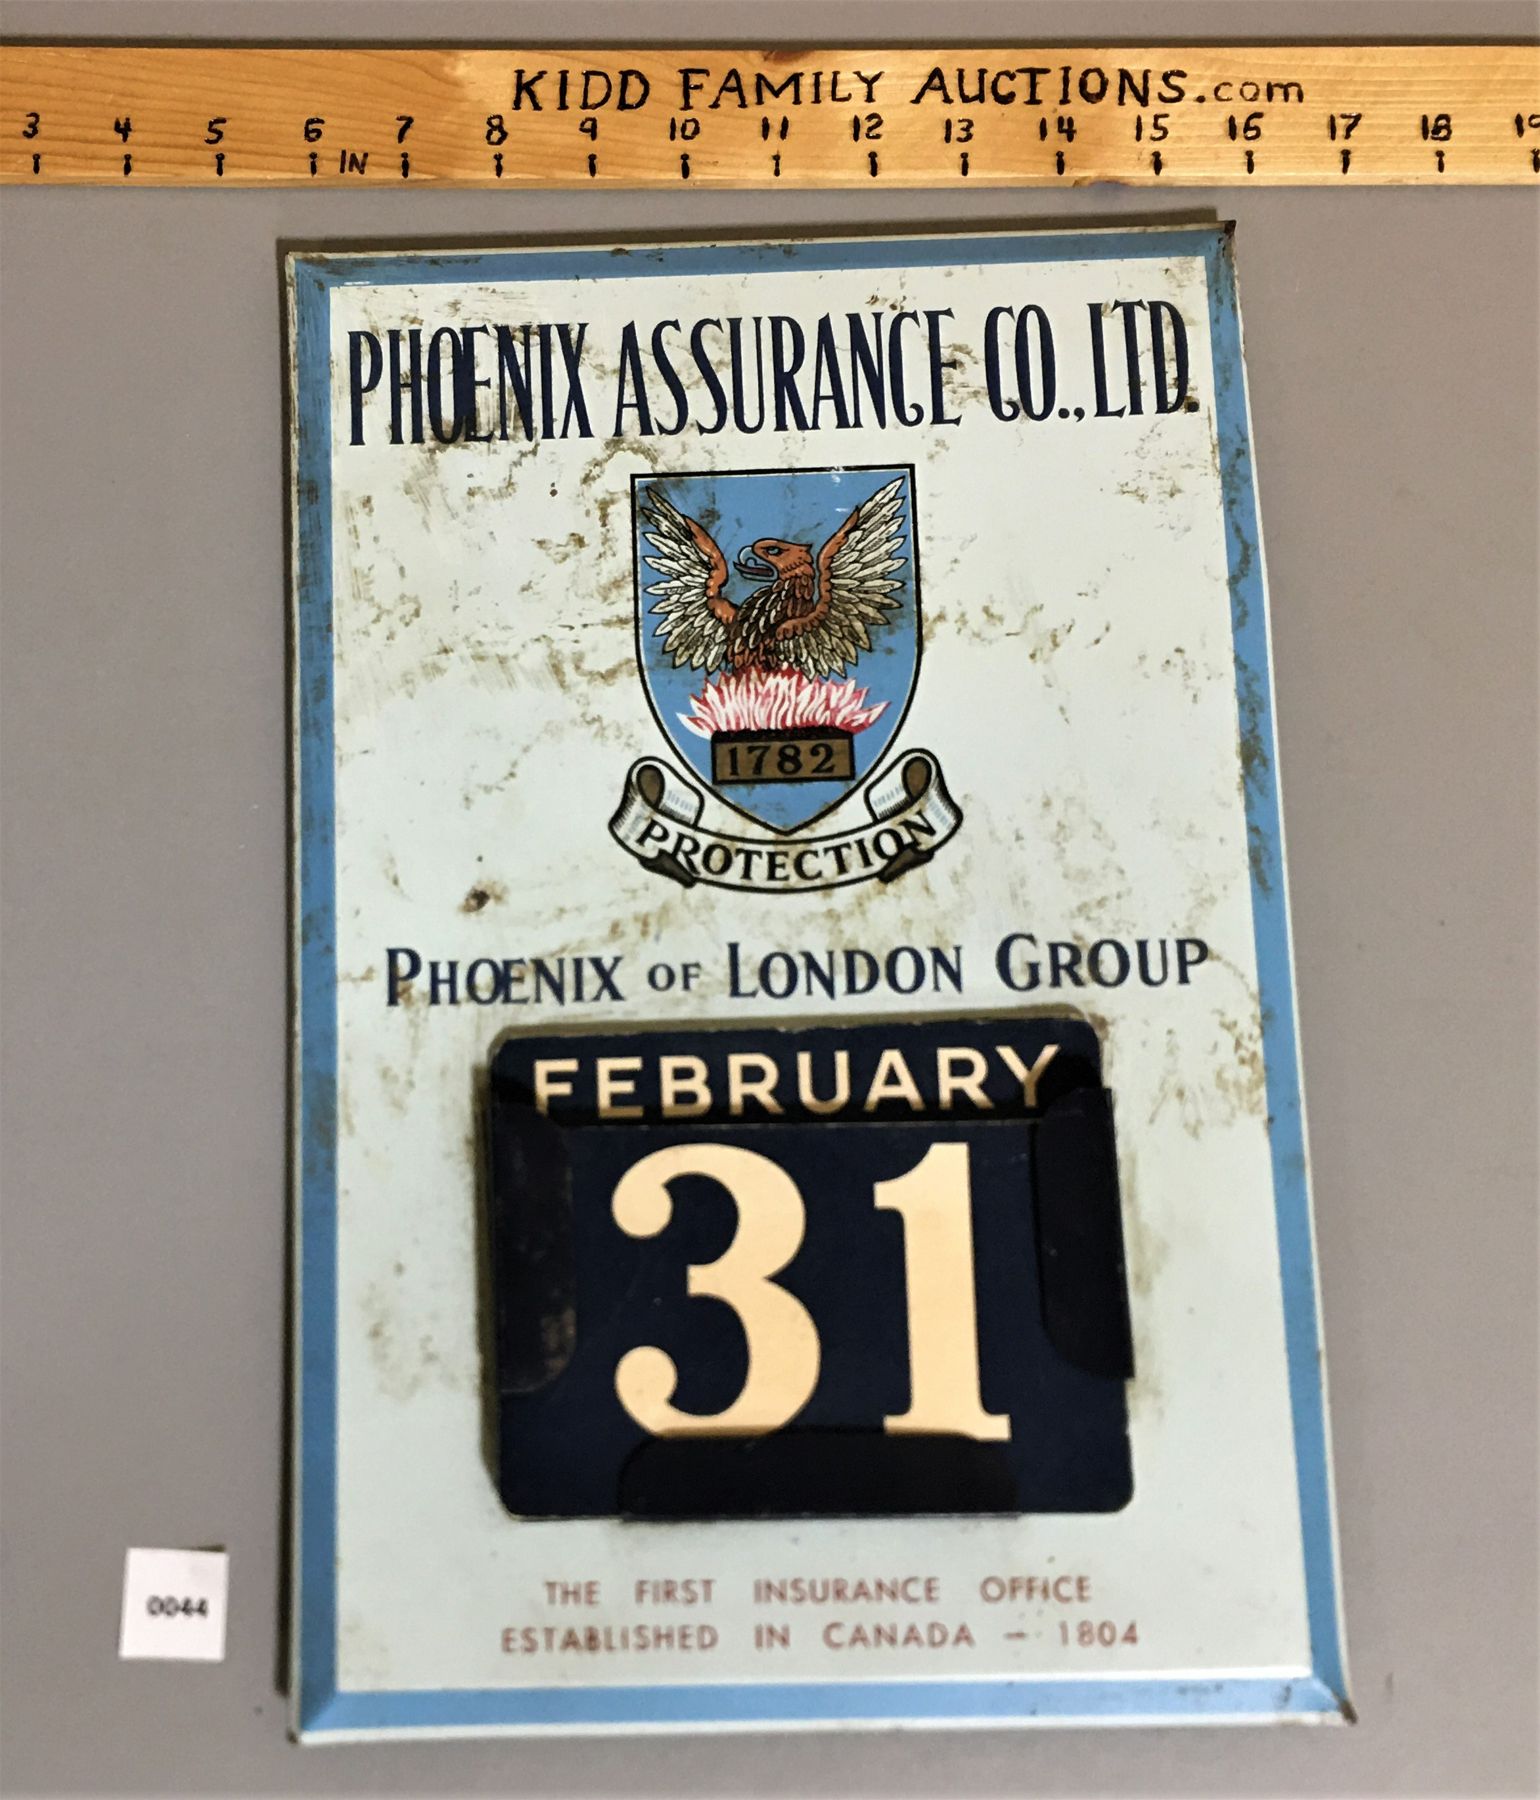 KIDD FAMILY AUCTIONS.com
3 4 5 6 IN 7 8 9 10 11 12 13 14 15 16 17 18 19
PHOENIX ASSURANCE CO., LTD.
1782
PROTECTION
PHOENIX OF LONDON GROUP
FEBRUARY
31
THE FIRST INSURANCE OFFICE
ESTABLISHED IN CANADA - 1804
0044